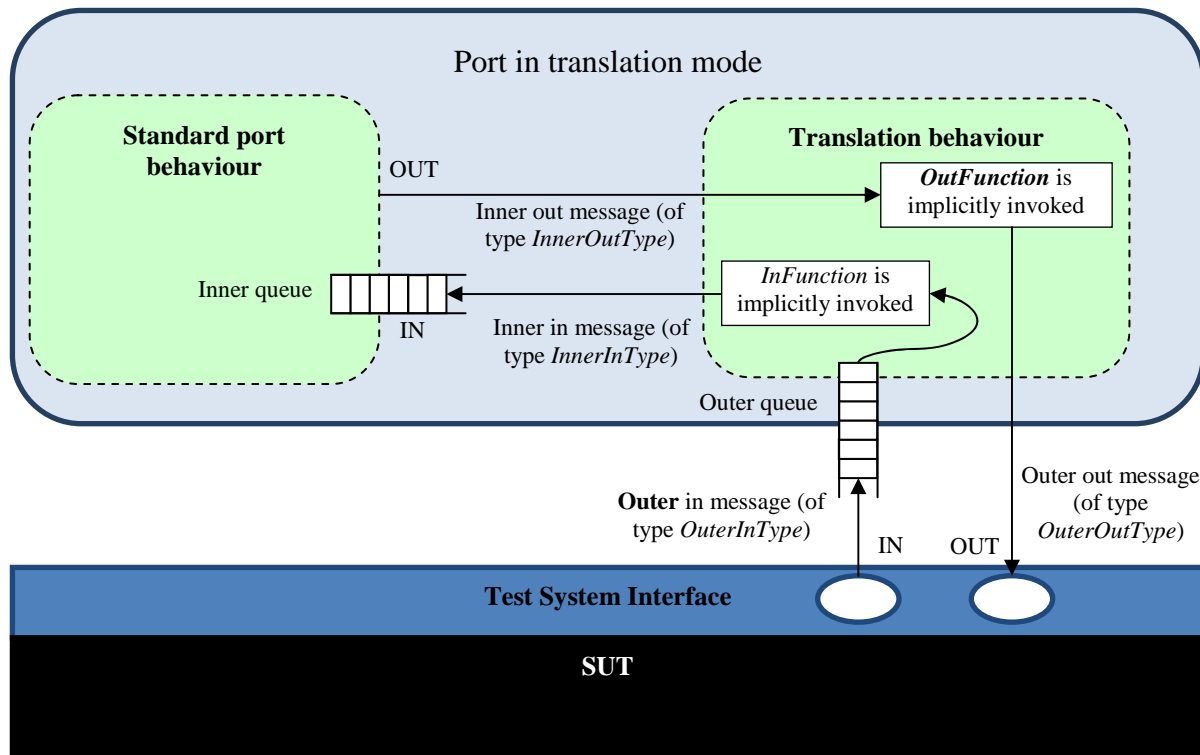 Port in translation mode
Standard port
behaviour
Translation behaviour
OUT
OutFunction is
implicitly invoked
Inner out message (of
type InnerOutType)
Inner queue
InFunction is
implicitly invoked
IN
Inner in message (of
type InnerInType)
Outer queue
Outer in message (of
type OuterInType)
IN
OUT
Outer out message
(of type
OuterOutType)
Test System Interface
SUT